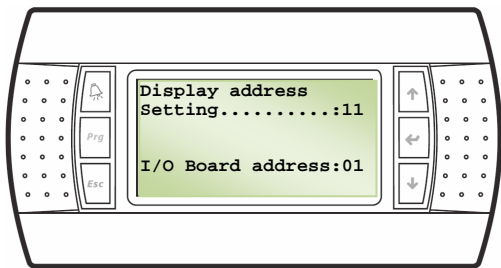 Display address
Setting..........:11
I/O Board address:01
Prg
Esc